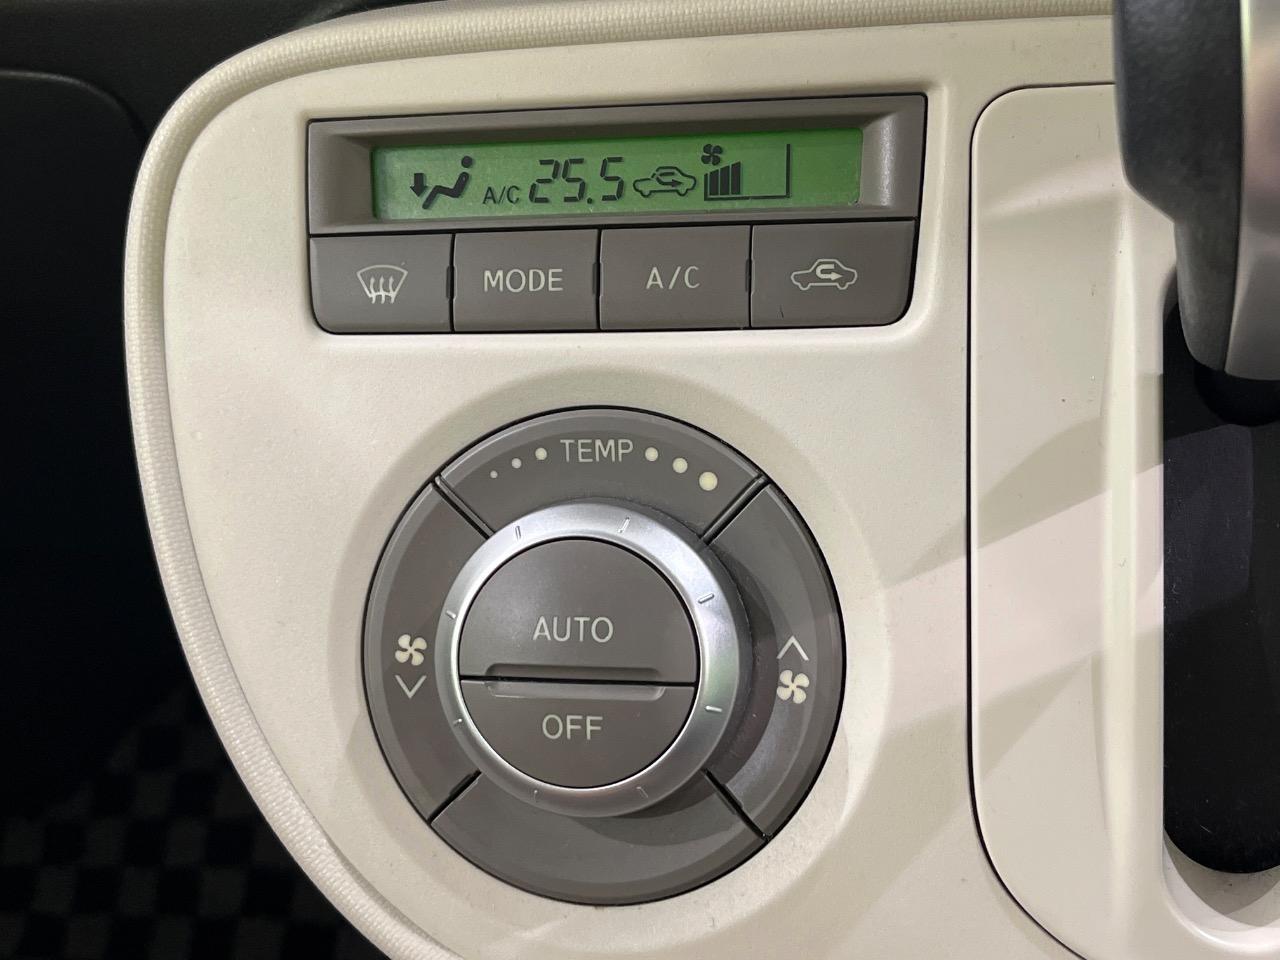 A/C 25.5
MODE
A/C
TEMP
AUTO
OFF